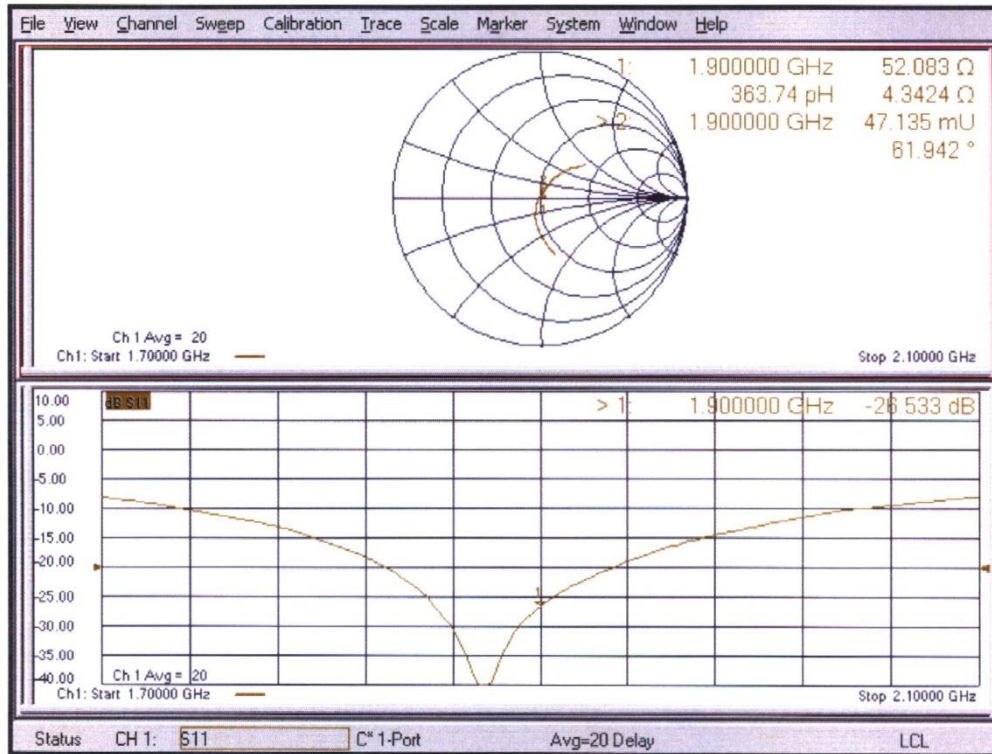 File View Channel Sweep Calibration Trace Scale Marker System Window Help
1: 1.900000 GHz 52.083 Ω
363.74 pH 4.3424 Ω
> 2: 1.900000 GHz 47.135 mU
61.942 °
Ch 1 Avg = 20
Ch1: Start 1.70000 GHz Stop 2.10000 GHz
10.00 dB S11 > 1: 1.900000 GHz -26.533 dB
5.00
0.00
-5.00
-10.00
-15.00
-20.00
-25.00
-30.00
-35.00
-40.00
1
Ch 1 Avg = 20
Ch1: Start 1.70000 GHz Stop 2.10000 GHz
Status CH 1: S11 C* 1-Port Avg=20 Delay LCL